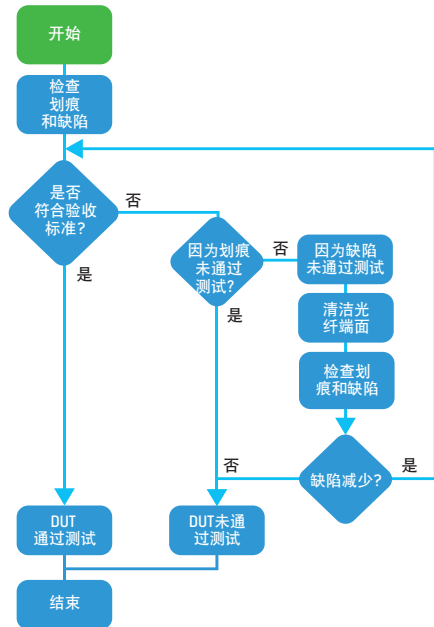 开始
检查
划痕
和缺陷
是否
符合验收
标准?
否
是
因为划痕
未通过
测试?
否
是
因为缺陷
未通过测试
清洁光
纤端面
检查划
痕和缺陷
缺陷减少?
否
是
DUT
通过测试
DUT未通
过测试
结束